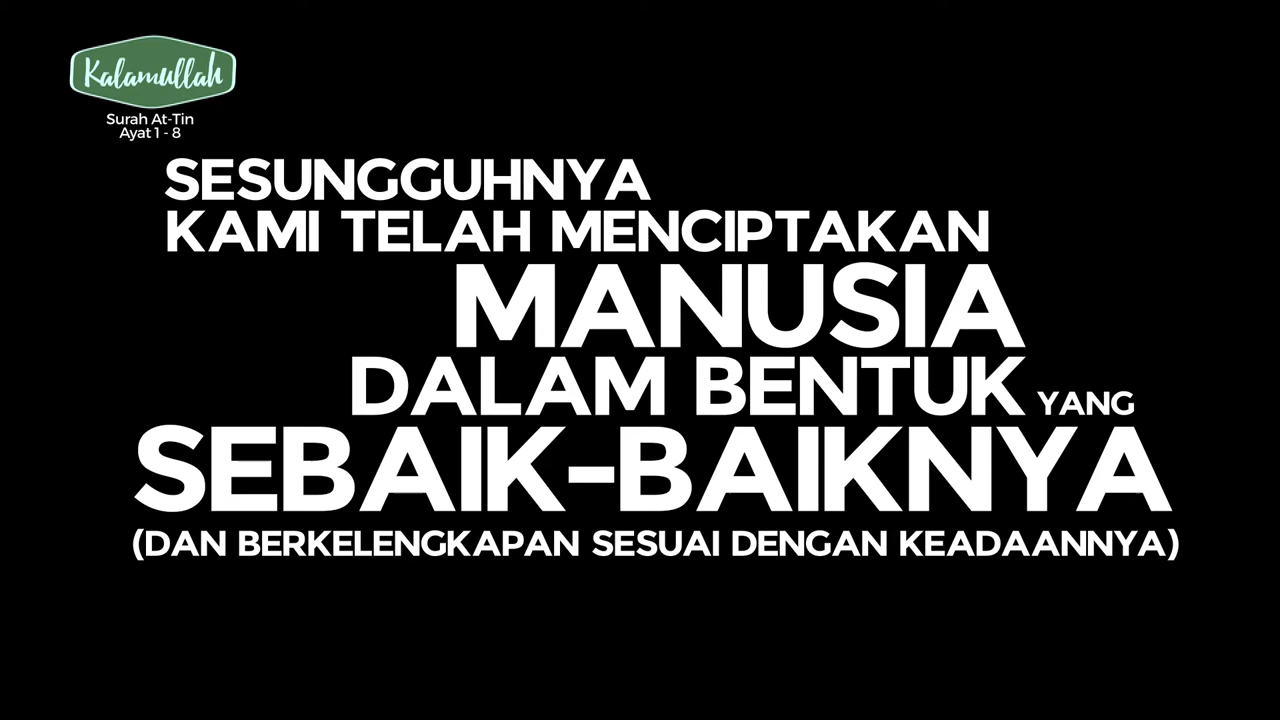 Kalamullah
Surah At-Tin
Ayat 1 - 8
SESUNGGUHNYA
KAMI TELAH MENCIPTAKAN
MANUSIA
DALAM BENTUK YANG
SEBAIK-BAIKNYA
(DAN BERKELENGKAPAN SESUAI DENGAN KEADAANNYA)